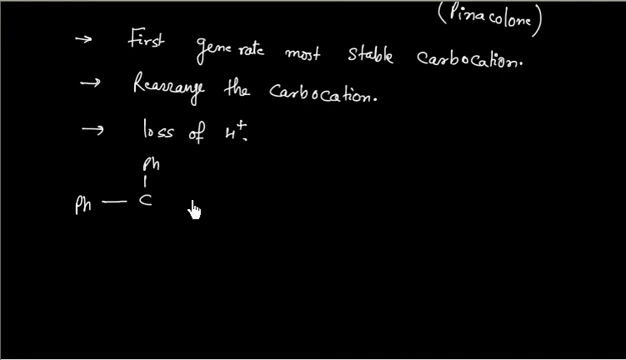 (Pinacolone)
→ First generate most stable carbocation.
→ Rearrange the carbocation.
→ loss of H+.
Ph
Ph — C